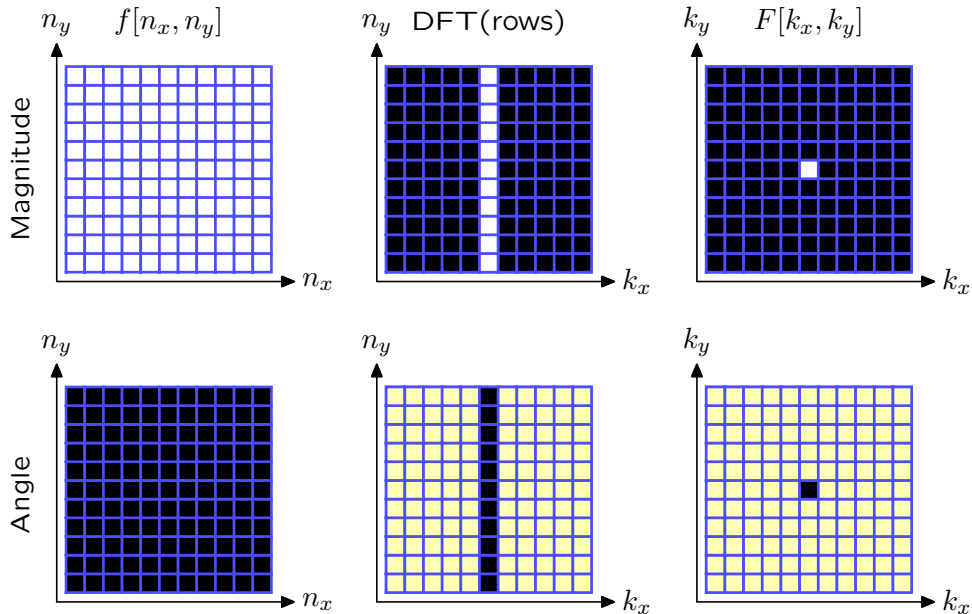 n_y f[n_x, n_y] n_y DFT(rows) k_y F[k_x, k_y]
Magnitude
n_x k_x k_x
n_y n_y k_y
Angle
n_x k_x k_x